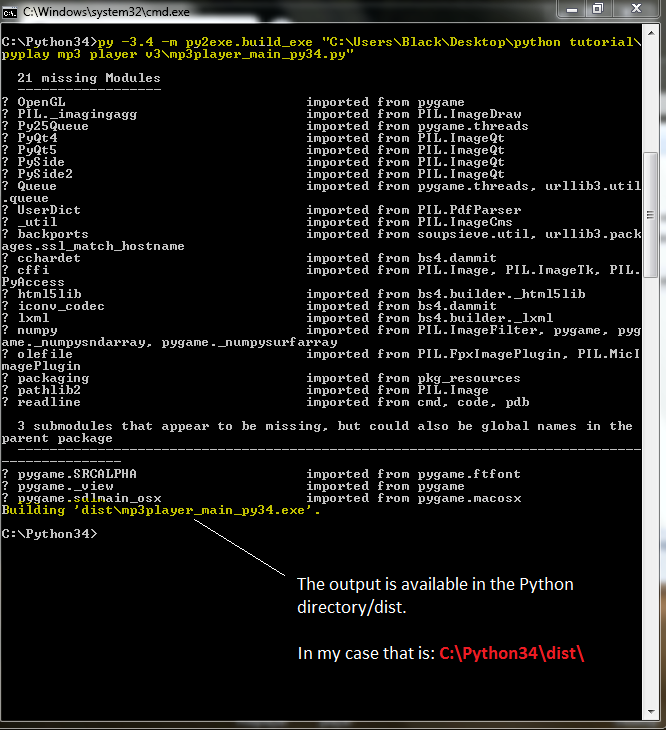 C:\Windows\system32\cmd.exe
C:\Python34>py -3.4 -m py2exe.build_exe "C:\Users\Black\Desktop\python tutorial\
pyplay mp3 player v3\mp3player_main_py34.py"
21 missing Modules
------------------
? OpenGL imported from pygame
? PIL._imagingagg imported from PIL.ImageDraw
? Py25Queue imported from pygame.threads
? PyQt4 imported from PIL.ImageQt
? PyQt5 imported from PIL.ImageQt
? PySide imported from PIL.ImageQt
? PySide2 imported from PIL.ImageQt
? Queue imported from pygame.threads, urllib3.util
.queue
? UserDict imported from PIL.PdfParser
? _util imported from PIL.ImageCms
? backports imported from soupsieve.util, urllib3.pack
ages.ssl_match_hostname
? cchardet imported from bs4.dammit
? cffi imported from PIL.Image, PIL.ImageTk, PIL.
PyAccess
? html5lib imported from bs4.builder._html5lib
? iconv_codec imported from bs4.dammit
? lxml imported from bs4.builder._lxml
? numpy imported from PIL.ImageFilter, pygame, pyg
ame._numpysndarray, pygame._numpysurfarray
? olefile imported from PIL.FpxImagePlugin, PIL.MicI
magePlugin
? packaging imported from pkg_resources
? pathlib2 imported from PIL.Image
? readline imported from cmd, code, pdb
3 submodules that appear to be missing, but could also be global names in the
parent package
------------------------------------------------------------------------------
---------------
? pygame.SRCALPHA imported from pygame.ftfont
? pygame._view imported from pygame
? pygame.sdlmain_osx imported from pygame.macosx
Building 'dist\mp3player_main_py34.exe'.
C:\Python34>
The output is available in the Python
directory/dist.
In my case that is: C:\Python34\dist\